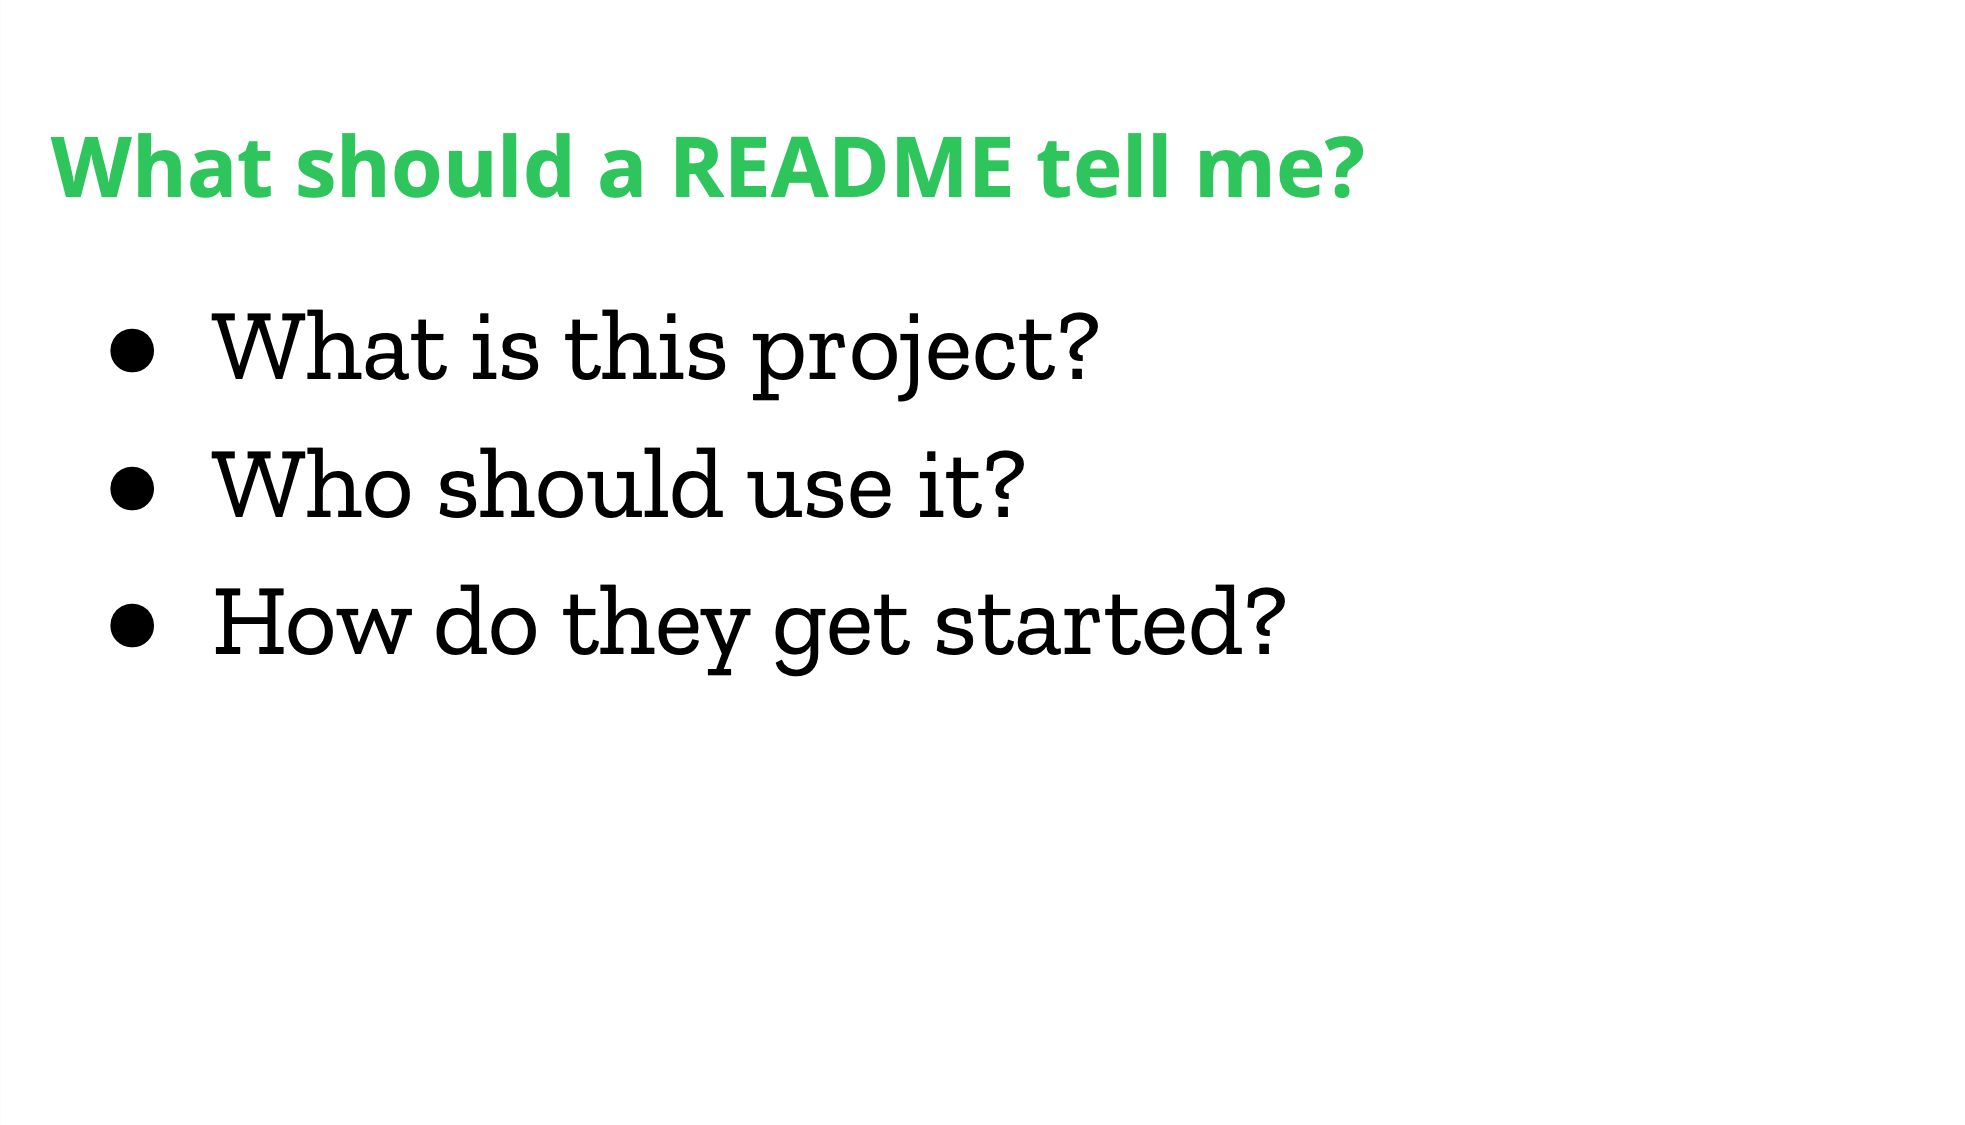 What should a README tell me?
● What is this project?
● Who should use it?
● How do they get started?